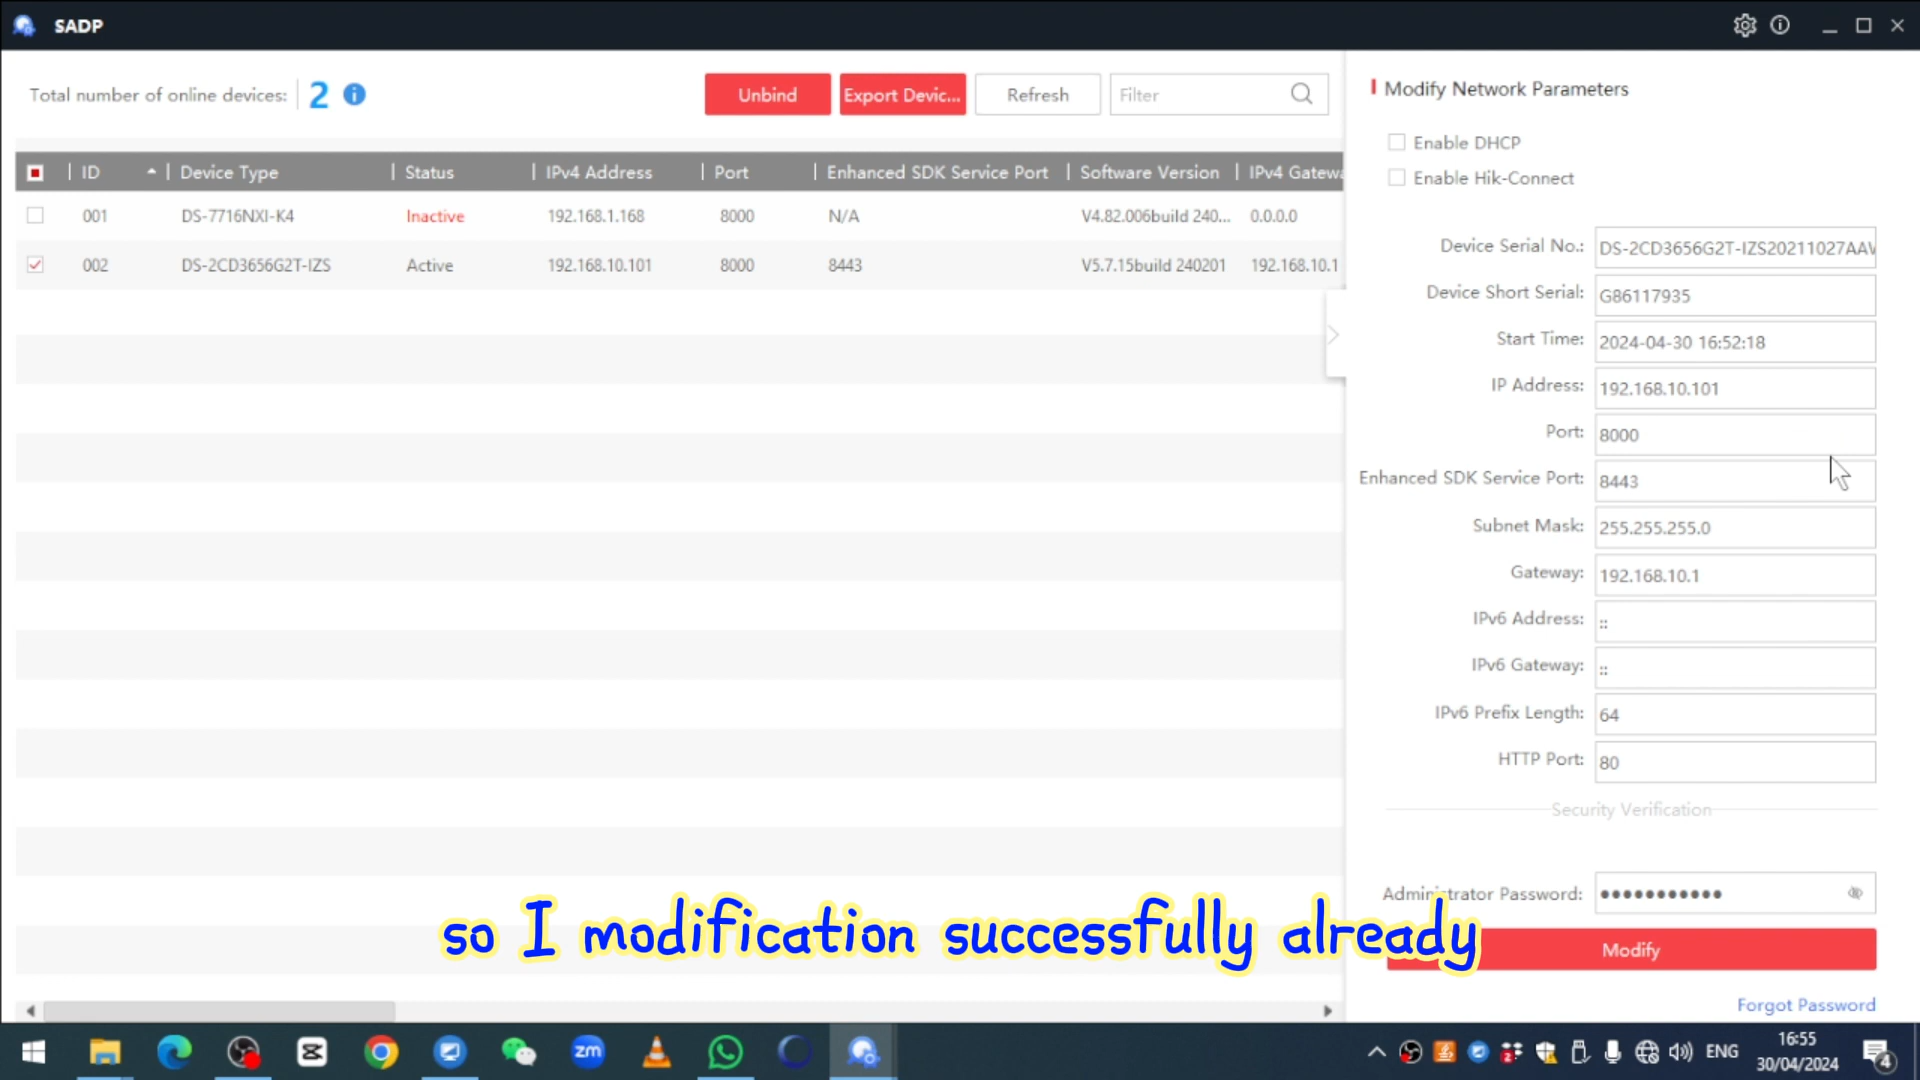 SADP
Total number of online devices: 2
Unbind
Export Devic...
Refresh
Filter
ID Device Type Status IPv4 Address Port Enhanced SDK Service Port Software Version IPv4 Gatewa
001 DS-7716NXI-K4 Inactive 192.168.1.168 8000 N/A V4.82.006build 240... 0.0.0.0
002 DS-2CD3656G2T-IZS Active 192.168.10.101 8000 8443 V5.7.15build 240201 192.168.10.1
Modify Network Parameters
Enable DHCP
Enable Hik-Connect
Device Serial No.: DS-2CD3656G2T-IZS20211027AAV
Device Short Serial: G86117935
Start Time: 2024-04-30 16:52:18
IP Address: 192.168.10.101
Port: 8000
Enhanced SDK Service Port: 8443
Subnet Mask: 255.255.255.0
Gateway: 192.168.10.1
IPv6 Address: ::
IPv6 Gateway: ::
IPv6 Prefix Length: 64
HTTP Port: 80
Security Verification
Administrator Password: ●●●●●●●●●●●
Modify
Forgot Password
so I modification successfully already
zm
2
ENG
16:55
30/04/2024
4